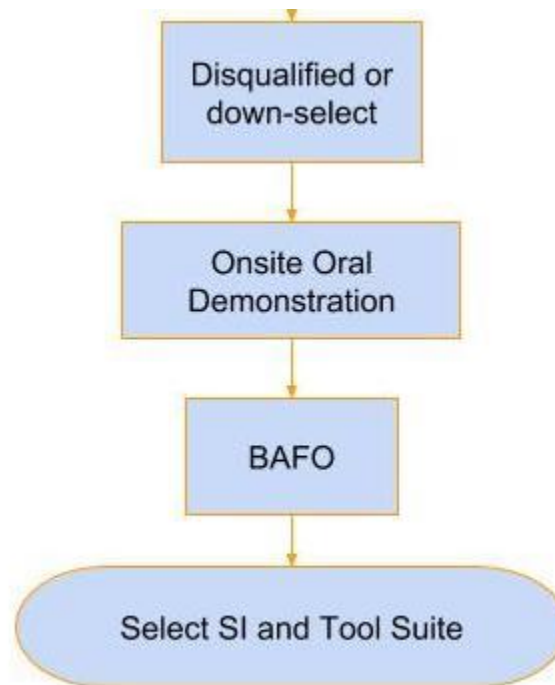 Disqualified or
down-select
Onsite Oral
Demonstration
BAFO
Select SI and Tool Suite